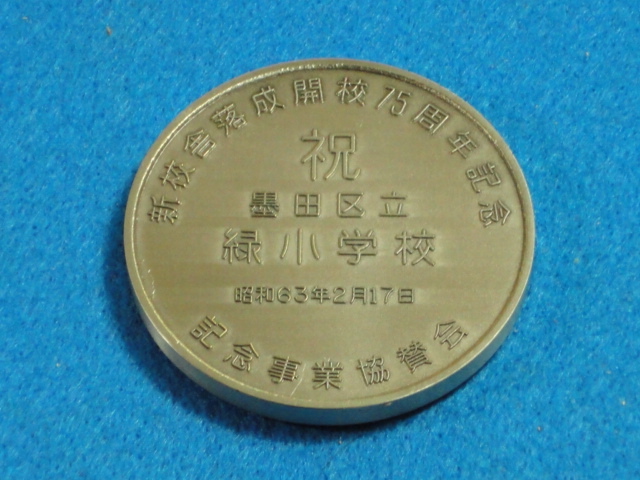 新校舎落成開校75周年記念
祝
墨田区立
緑小学校
昭和63年2月17日
記念事業協賛会